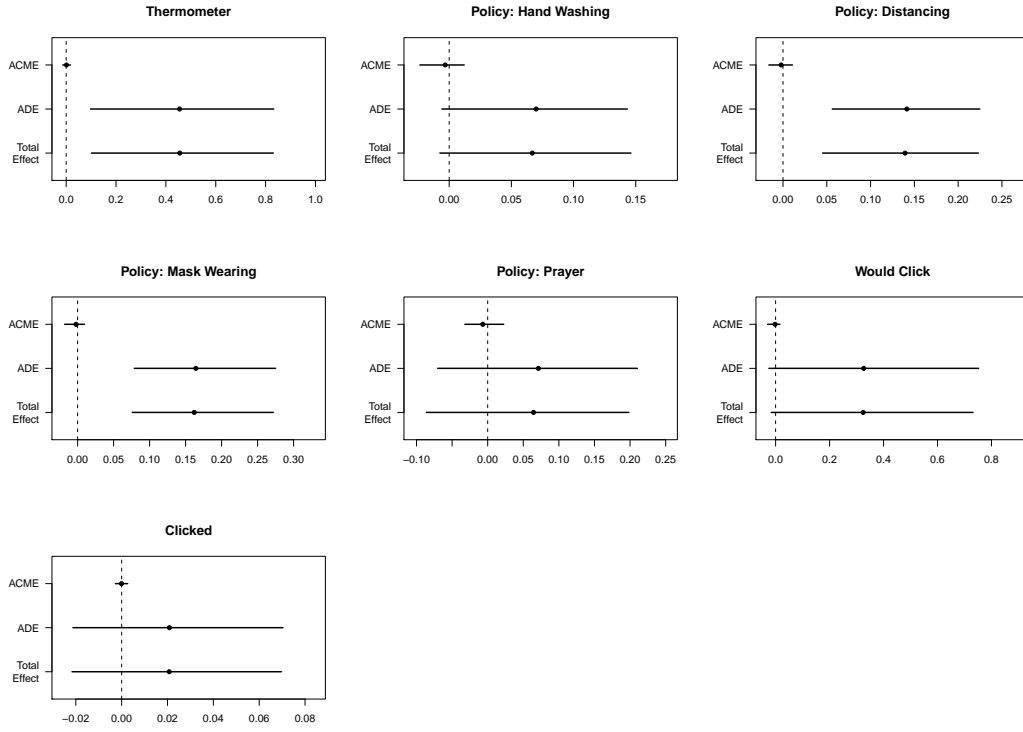 Thermometer
ACME
ADE
Total
Effect
0.0 0.2 0.4 0.6 0.8 1.0
Policy: Hand Washing
ACME
ADE
Total
Effect
0.00 0.05 0.10 0.15
Policy: Distancing
ACME
ADE
Total
Effect
0.00 0.05 0.10 0.15 0.20 0.25
Policy: Mask Wearing
ACME
ADE
Total
Effect
0.00 0.05 0.10 0.15 0.20 0.25 0.30
Policy: Prayer
ACME
ADE
Total
Effect
−0.10 0.00 0.05 0.10 0.15 0.20 0.25
Would Click
ACME
ADE
Total
Effect
0.0 0.2 0.4 0.6 0.8
Clicked
ACME
ADE
Total
Effect
−0.02 0.00 0.02 0.04 0.06 0.08